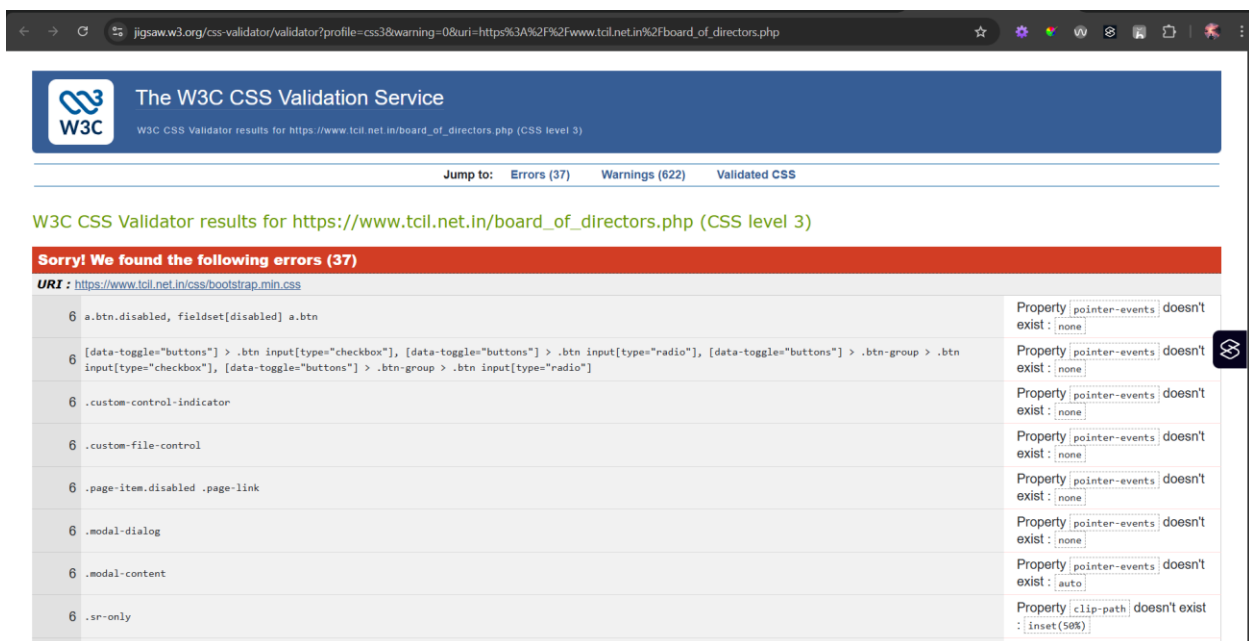 jigsaw.w3.org/css-validator/validator?profile=css3&warning=0&uri=https%3A%2F%2Fwww.tcil.net.in%2Fboard_of_directors.php
W3C
The W3C CSS Validation Service
W3C CSS Validator results for https://www.tcil.net.in/board_of_directors.php (CSS level 3)
Jump to: Errors (37) Warnings (622) Validated CSS
W3C CSS Validator results for https://www.tcil.net.in/board_of_directors.php (CSS level 3)
Sorry! We found the following errors (37)
URI : https://www.tcil.net.in/css/bootstrap.min.css
6 a.btn.disabled, fieldset[disabled] a.btn
Property pointer-events doesn't
exist : none
6 [data-toggle="buttons"] > .btn input[type="checkbox"], [data-toggle="buttons"] > .btn input[type="radio"], [data-toggle="buttons"] > .btn-group > .btn
input[type="checkbox"], [data-toggle="buttons"] > .btn-group > .btn input[type="radio"]
Property pointer-events doesn't
exist : none
6 .custom-control-indicator
Property pointer-events doesn't
exist : none
6 .custom-file-control
Property pointer-events doesn't
exist : none
6 .page-item.disabled .page-link
Property pointer-events doesn't
exist : none
6 .modal-dialog
Property pointer-events doesn't
exist : none
6 .modal-content
Property pointer-events doesn't
exist : auto
6 .sr-only
Property clip-path doesn't exist
: inset(50%)